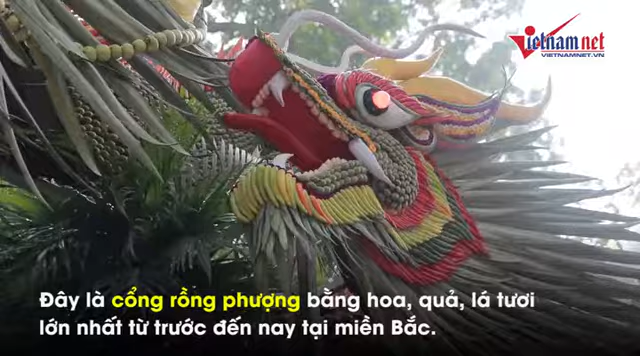 Vietnamnet
VIETNAMNET.VN
Đây là cổng rồng phượng bằng hoa, quả, lá tươi
lớn nhất từ trước đến nay tại miền Bắc.